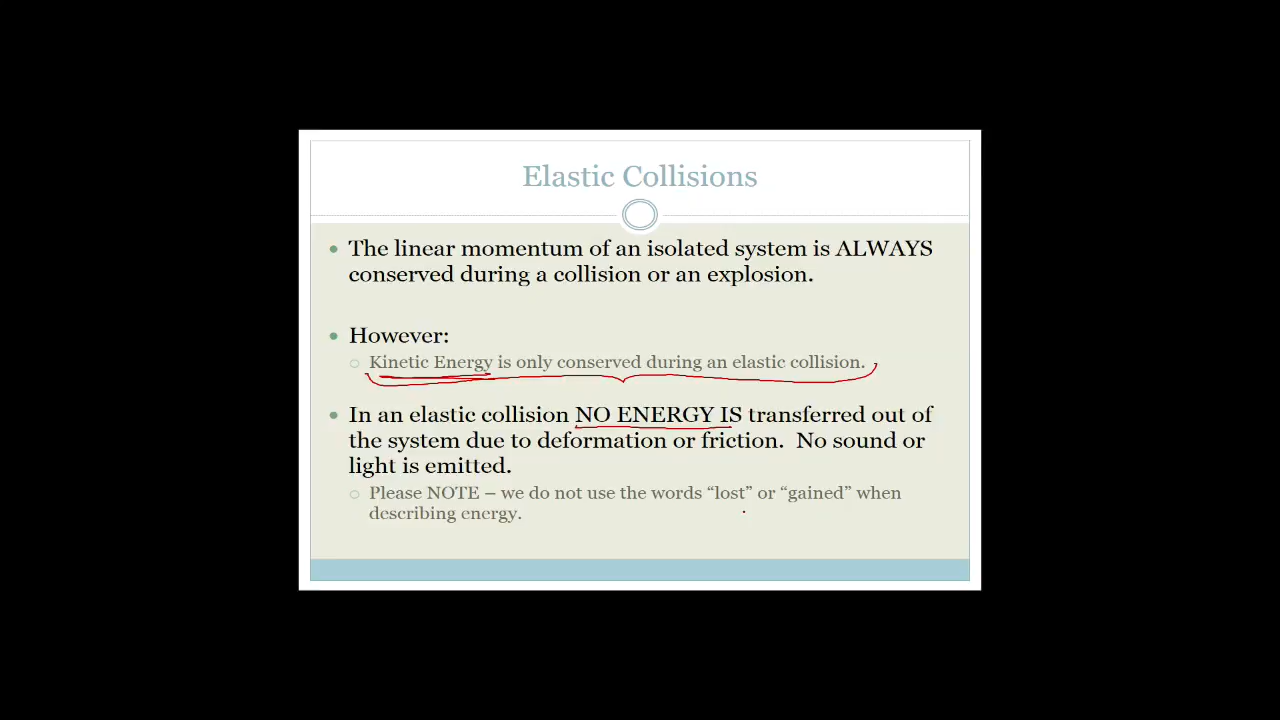 Elastic Collisions
The linear momentum of an isolated system is ALWAYS
conserved during a collision or an explosion.
However:
Kinetic Energy is only conserved during an elastic collision.
In an elastic collision NO ENERGY IS transferred out of
the system due to deformation or friction.  No sound or
light is emitted.
Please NOTE – we do not use the words “lost” or “gained” when
describing energy.